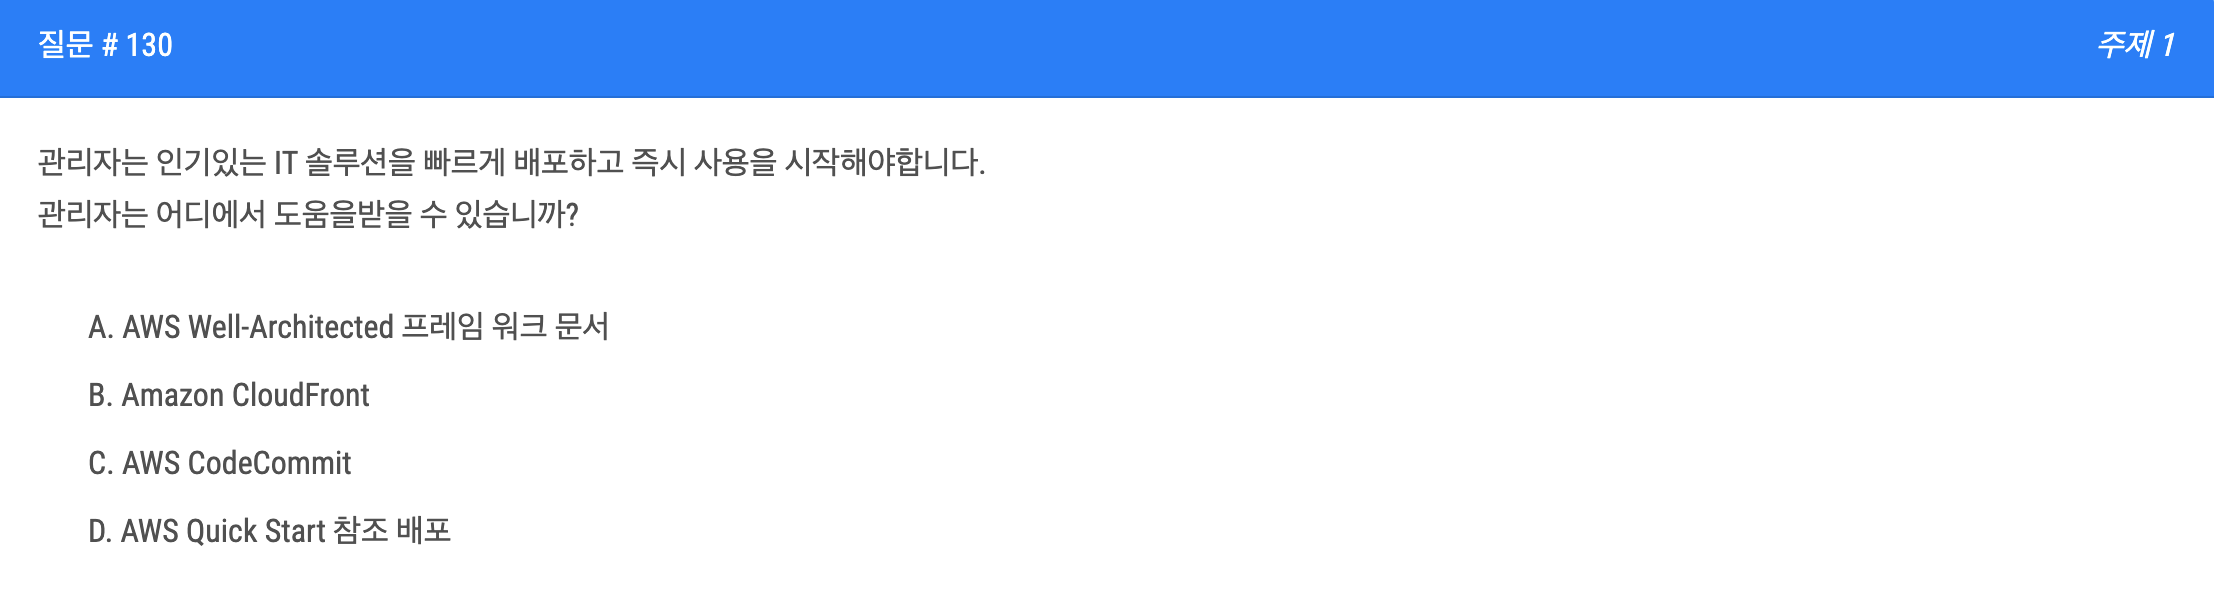 질문 # 130
주제 1
관리자는 인기있는 IT 솔루션을 빠르게 배포하고 즉시 사용을 시작해야합니다.
관리자는 어디에서 도움을받을 수 있습니까?
A. AWS Well-Architected 프레임 워크 문서
B. Amazon CloudFront
C. AWS CodeCommit
D. AWS Quick Start 참조 배포